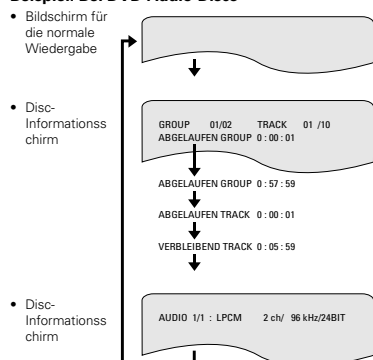 Beispiel: Bei DVD-Audio-Discs
• Bildschirm für
die normale
Wiedergabe
• Disc-
Informationss
chirm
GROUP 01/02 TRACK 01 /10
ABGELAUFEN GROUP 0 : 00 : 01
ABGELAUFEN GROUP 0 : 57 : 59
ABGELAUFEN TRACK 0 : 00 : 01
VERBLEIBEND TRACK 0 : 05 : 59
• Disc-
Informationss
chirm
AUDIO 1/1 : LPCM 2 ch/ 96 kHz/24BIT